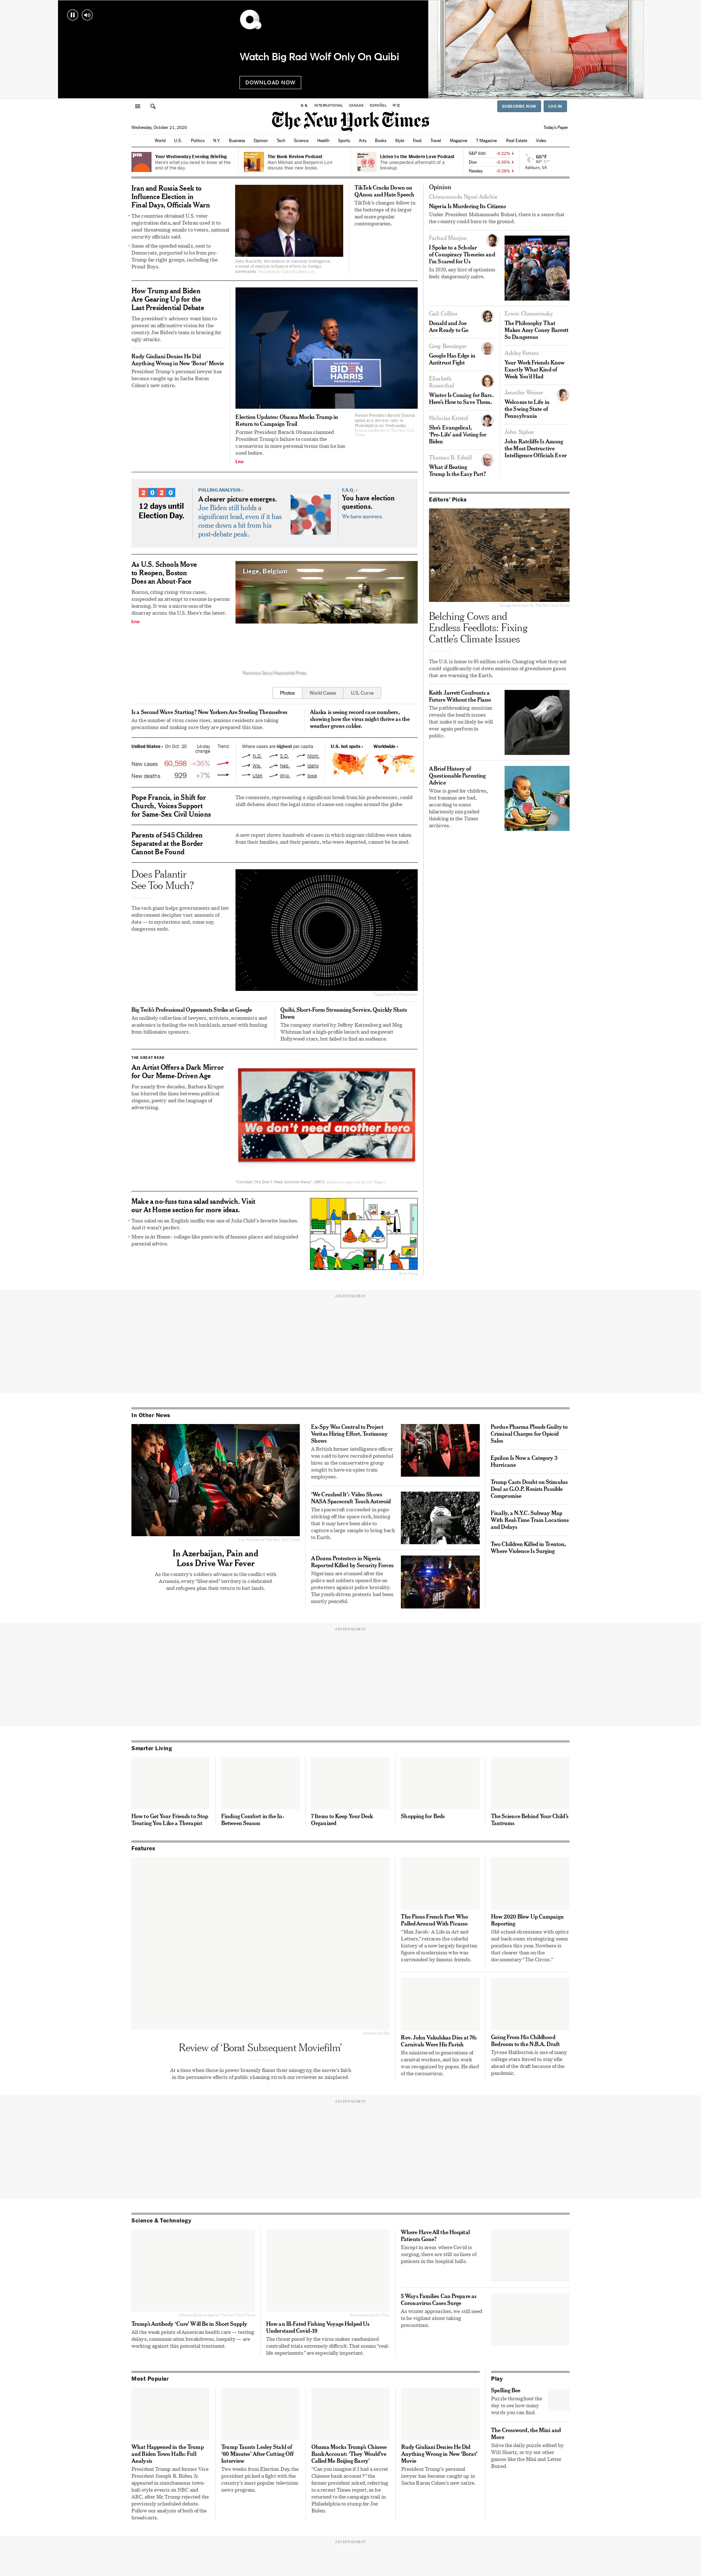 Watch Big Rad Wolf Only On Quibi
DOWNLOAD NOW
U.S. INTERNATIONAL CANADA ESPAÑOL 中文
SUBSCRIBE NOW
LOG IN
The New York Times
Wednesday, October 21, 2020
Today's Paper
World U.S. Politics N.Y. Business Opinion Tech Science Health Sports Arts Books Style Food Travel Magazine T Magazine Real Estate Video
Your Wednesday Evening Briefing
Here's what you need to know at the end of the day.
The Book Review Podcast
Listen to the Modern Love Podcast
The unexpected aftermath of a breakup.
S&P 500 -0.22%
Dow -0.35%
Nasdaq -0.28%
Iran and Russia Seek to
Influence Election in
Final Days, Officials Warn
The countries obtained U.S. voter
registration data, and Tehran used it to
send threatening emails to voters, national
security officials said.
Some of the spoofed emails, sent to
Democrats, purported to be from pro-
Trump far-right groups, including the
Proud Boys.
TikTok Cracks Down on
QAnon and Hate Speech
TikTok's changes follow in
the footsteps of its larger
and more popular
contemporaries.
How Trump and Biden
Are Gearing Up for the
Last Presidential Debate
The president's advisers want him to
present an affirmative vision for the
country. Joe Biden's team is bracing for
ugly attacks.
Rudy Giuliani Denies He Did
Anything Wrong in New 'Borat' Movie
President Trump's personal lawyer has
become caught up in Sacha Baron
Cohen's new satire.
BIDEN
HARRIS
Election Updates: Obama Mocks Trump in
Return to Campaign Trail
Former President Barack Obama slammed
President Trump's failure to contain the
coronavirus in more personal terms than he has
used before.
Live
2020
12 days until
Election Day.
POLLING ANALYSIS ›
A clearer picture emerges.
Joe Biden still holds a
significant lead, even if it has
come down a bit from his
post-debate peak.
F.A.Q. ›
You have election
questions.
We have answers.
As U.S. Schools Move
to Reopen, Boston
Does an About-Face
Boston, citing rising virus cases,
suspended an attempt to resume in-person
learning. It was a microcosm of the
disarray across the U.S. Here's the latest.
Live
Liege, Belgium
Photos World Cases U.S. Curve
Is a Second Wave Starting? New Yorkers Are Steeling Themselves
As the number of virus cases rises, anxious residents are taking
precautions and making sure they are prepared this time.
Alaska is seeing record case numbers,
showing how the virus might thrive as the
weather grows colder.
United States › On Oct. 20 14-day change Trend
New cases 60,598 +36%
New deaths 929 +7%
Where cases are highest per capita
N.D. S.D. Mont.
Wis. Neb. Idaho
Utah Wyo. Iowa
U.S. hot spots ›
Worldwide ›
Pope Francis, in Shift for
Church, Voices Support
for Same-Sex Civil Unions
The comments, representing a significant break from his predecessors, could
shift debates about the legal status of same-sex couples around the globe
Parents of 545 Children
Separated at the Border
Cannot Be Found
A new report shows hundreds of cases in which migrant children were taken
from their families, and their parents, who were deported, cannot be located.
Does Palantir
See Too Much?
The tech giant helps governments and law
enforcement decipher vast amounts of
data — to mysterious and, some say,
dangerous ends.
Big Tech's Professional Opponents Strike at Google
An unlikely collection of lawyers, activists, economists and
academics is fueling the tech backlash, armed with funding
from billionaire sponsors.
Quibi, Short-Form Streaming Service, Quickly Shuts
Down
The company started by Jeffrey Katzenberg and Meg
Whitman had a high-profile launch and megawatt
Hollywood stars, but failed to find an audience.
THE GREAT READ
An Artist Offers a Dark Mirror
for Our Meme-Driven Age
For nearly five decades, Barbara Kruger
has blurred the lines between political
slogans, poetry and the language of
advertising.
We don't need another hero
Make a no-fuss tuna salad sandwich. Visit
our At Home section for more ideas.
Tuna salad on an English muffin was one of Julia Child's favorite lunches.
And it wasn't perfect.
More in At Home: collage-like postcards of famous places and misguided
parental advice.
Opinion
Chimamanda Ngozi Adichie
Nigeria Is Murdering Its Citizens
Under President Muhammadu Buhari, there is a sense that
the country could burn to the ground.
Farhad Manjoo
I Spoke to a Scholar
of Conspiracy Theories and
I'm Scared for Us
In 2020, any hint of optimism
feels dangerously naïve.
Gail Collins
Donald and Joe
Are Ready to Go
Greg Bensinger
Google Has Edge in
Antitrust Fight
Elisabeth
Rosenthal
Winter Is Coming for Bars.
Here's How to Save Them.
Nicholas Kristof
She's Evangelical,
'Pro-Life' and Voting for
Biden
Thomas B. Edsall
What if Beating
Trump Is the Easy Part?
Erwin Chemerinsky
The Philosophy That
Makes Amy Coney Barrett
So Dangerous
Ashley Fetters
Your Work Friends Knew
Exactly What Kind of
Week You'd Had
Jennifer Weiner
Welcome to Life in
the Swing State of
Pennsylvania
John Sipher
John Ratcliffe Is Among
the Most Destructive
Intelligence Officials Ever
Editors' Picks
Belching Cows and
Endless Feedlots: Fixing
Cattle's Climate Issues
The U.S. is home to 95 million cattle. Changing what they eat
could significantly cut down emissions of greenhouse gases
that are warming the Earth.
Keith Jarrett Confronts a
Future Without the Piano
The pathbreaking musician
reveals the health issues
that make it unlikely he will
ever again perform in
public.
A Brief History of
Questionable Parenting
Advice
Wine is good for children,
but bananas are bad,
according to some
hilariously misguided
thinking in the Times
archives.
ADVERTISEMENT
In Other News
In Azerbaijan, Pain and
Loss Drive War Fever
As the country's soldiers advance in the conflict with
Armenia, every "liberated" territory is celebrated
and refugees plan their return to lost lands.
Ex-Spy Was Central to Project
Veritas Hiring Effort, Testimony
Shows
A British former intelligence officer
was said to have recruited potential
hires as the conservative group
sought to have ex-spies train
employees.
'We Crushed It': Video Shows
NASA Spacecraft Touch Asteroid
The spacecraft succeeded in pogo-
sticking off the space rock, hinting
that it may have been able to
capture a large sample to bring back
to Earth.
A Dozen Protesters in Nigeria
Reported Killed by Security Forces
Nigerians are stunned after the
police and soldiers opened fire on
protesters against police brutality.
The youth-driven protests had been
mostly peaceful.
Purdue Pharma Pleads Guilty to
Criminal Charges for Opioid
Sales
Epsilon Is Now a Category 3
Hurricane
Trump Casts Doubt on Stimulus
Deal as G.O.P. Resists Possible
Compromise
Finally, a N.Y.C. Subway Map
With Real-Time Train Locations
and Delays
Two Children Killed in Trenton,
Where Violence Is Surging
ADVERTISEMENT
Smarter Living
How to Get Your Friends to Stop
Treating You Like a Therapist
Finding Comfort in the In-
Between Season
7 Items to Keep Your Desk
Organized
Shopping for Beds
The Science Behind Your Child's
Tantrums
Features
Review of 'Borat Subsequent Moviefilm'
At a time when those in power brazenly flaunt their misogyny, the movie's faith
in the persuasive effects of public shaming struck our reviewer as misplaced.
The Pious French Poet Who
Palled Around With Picasso
"Max Jacob: A Life in Art and
Letters," retraces the colorful
history of a now largely forgotten
figure of modernism who was
surrounded by famous friends.
How 2020 Blew Up Campaign
Reporting
Old-school obsessions with optics
and back-room strategizing seem
pointless this year. Nowhere is
that clearer than on the
documentary "The Circus."
Rev. John Vakulskas Dies at 76;
Carnivals Were His Parish
He ministered to generations of
carnival workers, and his work
was recognized by popes. He died
of the coronavirus.
Going From His Childhood
Bedroom to the N.B.A. Draft
Tyrese Haliburton is one of many
college stars forced to stay idle
ahead of the draft because of the
pandemic.
ADVERTISEMENT
Science & Technology
Trump's Antibody 'Cure' Will Be in Short Supply
All the weak points of American health care — testing
delays, communication breakdowns, inequity — are
working against this potential treatment.
How an Ill-Fated Fishing Voyage Helped Us
Understand Covid-19
The threat posed by the virus makes randomized
controlled trials extremely difficult. That means "real-
life experiments" are especially important.
Where Have All the Hospital
Patients Gone?
Except in areas where Covid is
surging, there are still no lines of
patients in the hospital halls.
5 Ways Families Can Prepare as
Coronavirus Cases Surge
As winter approaches, we still need
to be vigilant about taking
precautions.
Most Popular
What Happened in the Trump
and Biden Town Halls: Full
Analysis
President Trump and former Vice
President Joseph R. Biden Jr.
appeared in simultaneous town-
hall-style events on NBC and
ABC, after Mr. Trump rejected the
previously scheduled debate.
Follow our analysis of both of the
broadcasts.
Trump Taunts Lesley Stahl of
'60 Minutes' After Cutting Off
Interview
Two weeks from Election Day, the
president picked a fight with the
country's most popular television
news program.
Obama Mocks Trump's Chinese
Bank Account: 'They Would've
Called Me Beijing Barry'
"Can you imagine if I had a secret
Chinese bank account?" the
former president asked, referring
to a recent Times report, as he
returned to the campaign trail in
Philadelphia to stump for Joe
Biden.
Rudy Giuliani Denies He Did
Anything Wrong in New 'Borat'
Movie
President Trump's personal
lawyer has become caught up in
Sacha Baron Cohen's new satire.
Play
Spelling Bee
Puzzle throughout the
day to see how many
words you can find.
The Crossword, the Mini and
More
Solve the daily puzzle edited by
Will Shortz, or try out other
games like the Mini and Letter
Boxed.
ADVERTISEMENT